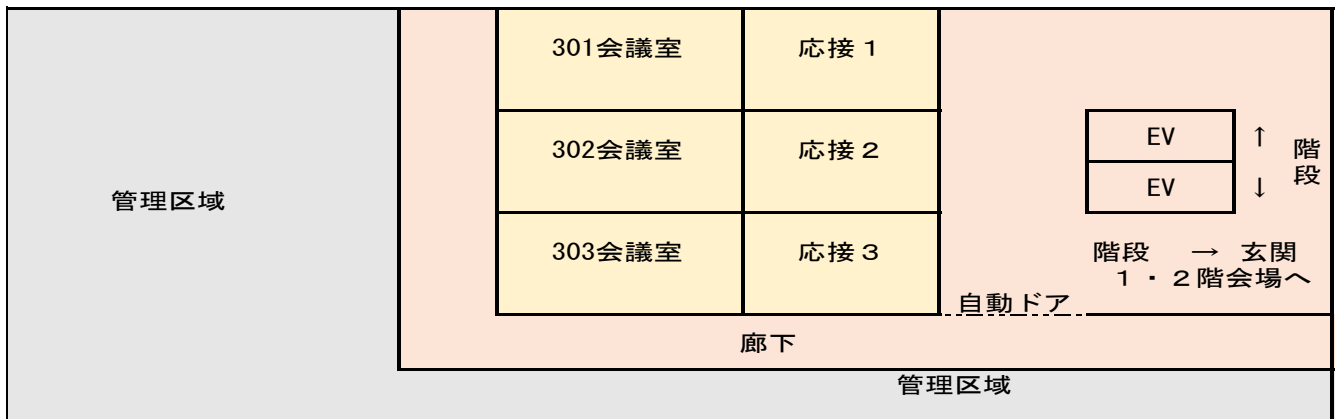 301会議室
応接１
302会議室
応接２
303会議室
応接３
管理区域
EV
↑
EV
↓
階段
階段　→　玄関
１・２階会場へ
自動ドア
廊下
管理区域